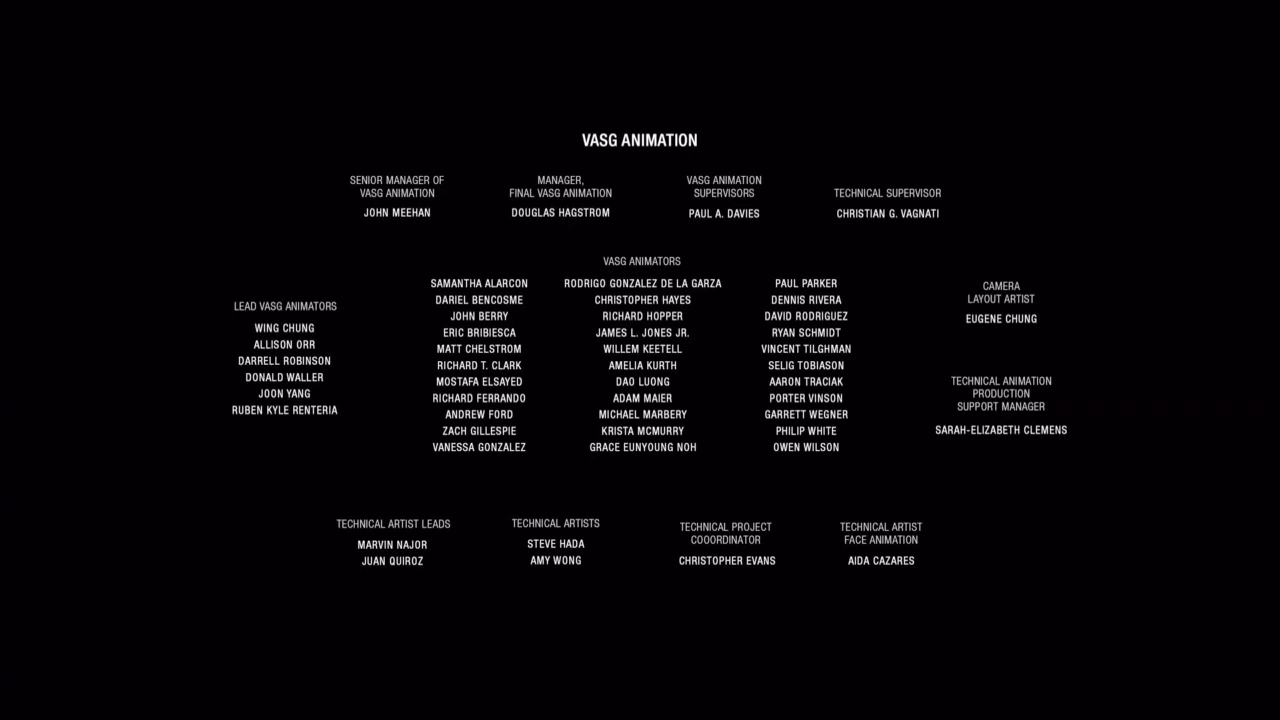 VASG ANIMATION
SENIOR MANAGER OF
VASG ANIMATION
JOHN MEEHAN
MANAGER,
FINAL VASG ANIMATION
DOUGLAS HAGSTROM
VASG ANIMATION
SUPERVISORS
PAUL A. DAVIES
TECHNICAL SUPERVISOR
CHRISTIAN G. VAGNATI
LEAD VASG ANIMATORS
WING CHUNG
ALLISON ORR
DARRELL ROBINSON
DONALD WALLER
JOON YANG
RUBEN KYLE RENTERIA
VASG ANIMATORS
SAMANTHA ALARCON
DARIEL BENCOSME
JOHN BERRY
ERIC BRIBIESCA
MATT CHELSTROM
RICHARD T. CLARK
MOSTAFA ELSAYED
RICHARD FERRANDO
ANDREW FORD
ZACH GILLESPIE
VANESSA GONZALEZ
RODRIGO GONZALEZ DE LA GARZA
CHRISTOPHER HAYES
RICHARD HOPPER
JAMES L. JONES JR.
WILLEM KEETELL
AMELIA KURTH
DAO LUONG
ADAM MAIER
MICHAEL MARBERY
KRISTA MCMURRY
GRACE EUNYOUNG NOH
PAUL PARKER
DENNIS RIVERA
DAVID RODRIGUEZ
RYAN SCHMIDT
VINCENT TILGHMAN
SELIG TOBIASON
AARON TRACIAK
PORTER VINSON
GARRETT WEGNER
PHILIP WHITE
OWEN WILSON
CAMERA
LAYOUT ARTIST
EUGENE CHUNG
TECHNICAL ANIMATION
PRODUCTION
SUPPORT MANAGER
SARAH-ELIZABETH CLEMENS
TECHNICAL ARTIST LEADS
MARVIN NAJOR
JUAN QUIROZ
TECHNICAL ARTISTS
STEVE HADA
AMY WONG
TECHNICAL PROJECT
COOORDINATOR
CHRISTOPHER EVANS
TECHNICAL ARTIST
FACE ANIMATION
AIDA CAZARES